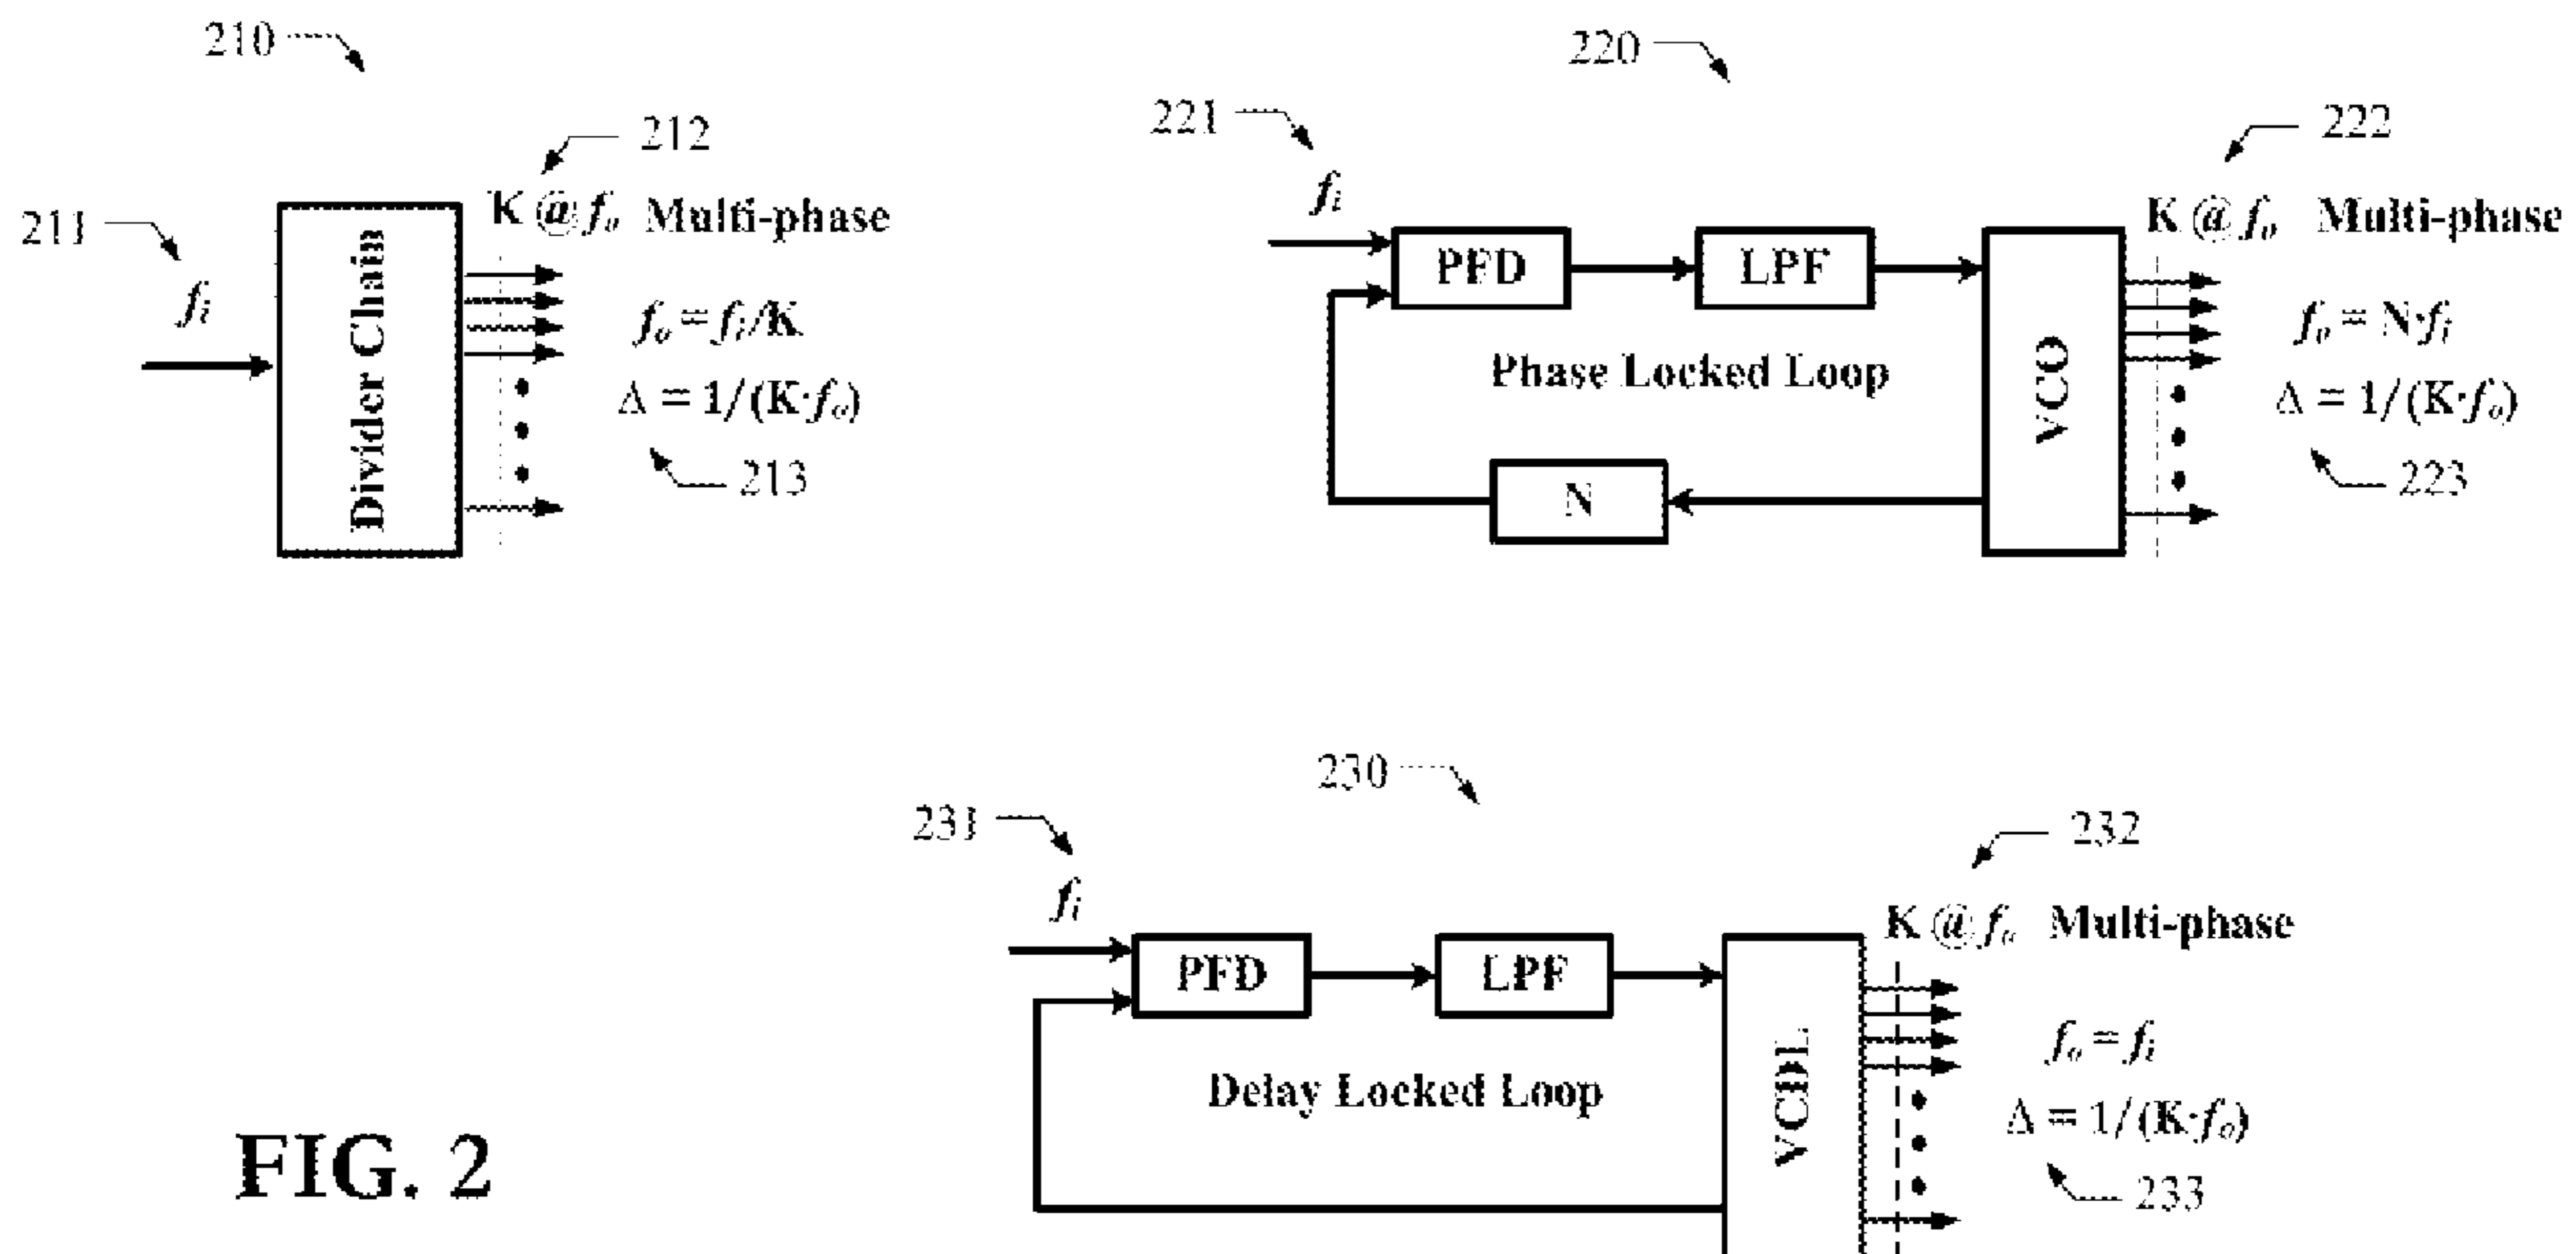 210
212
211
K @ fo Multi-phase
fi
Divider Chain
fo = fi/K
Δ = 1/(K·fo)
213
220
221
222
fi
K @ fo Multi-phase
PFD
LPF
VCO
fo = N·fi
Phase Locked Loop
Δ = 1/(K·fo)
N
223
230
231
232
fi
K @ fo Multi-phase
PFD
LPF
VCDL
fo = fi
Delay Locked Loop
Δ = 1/(K·fo)
233
FIG. 2